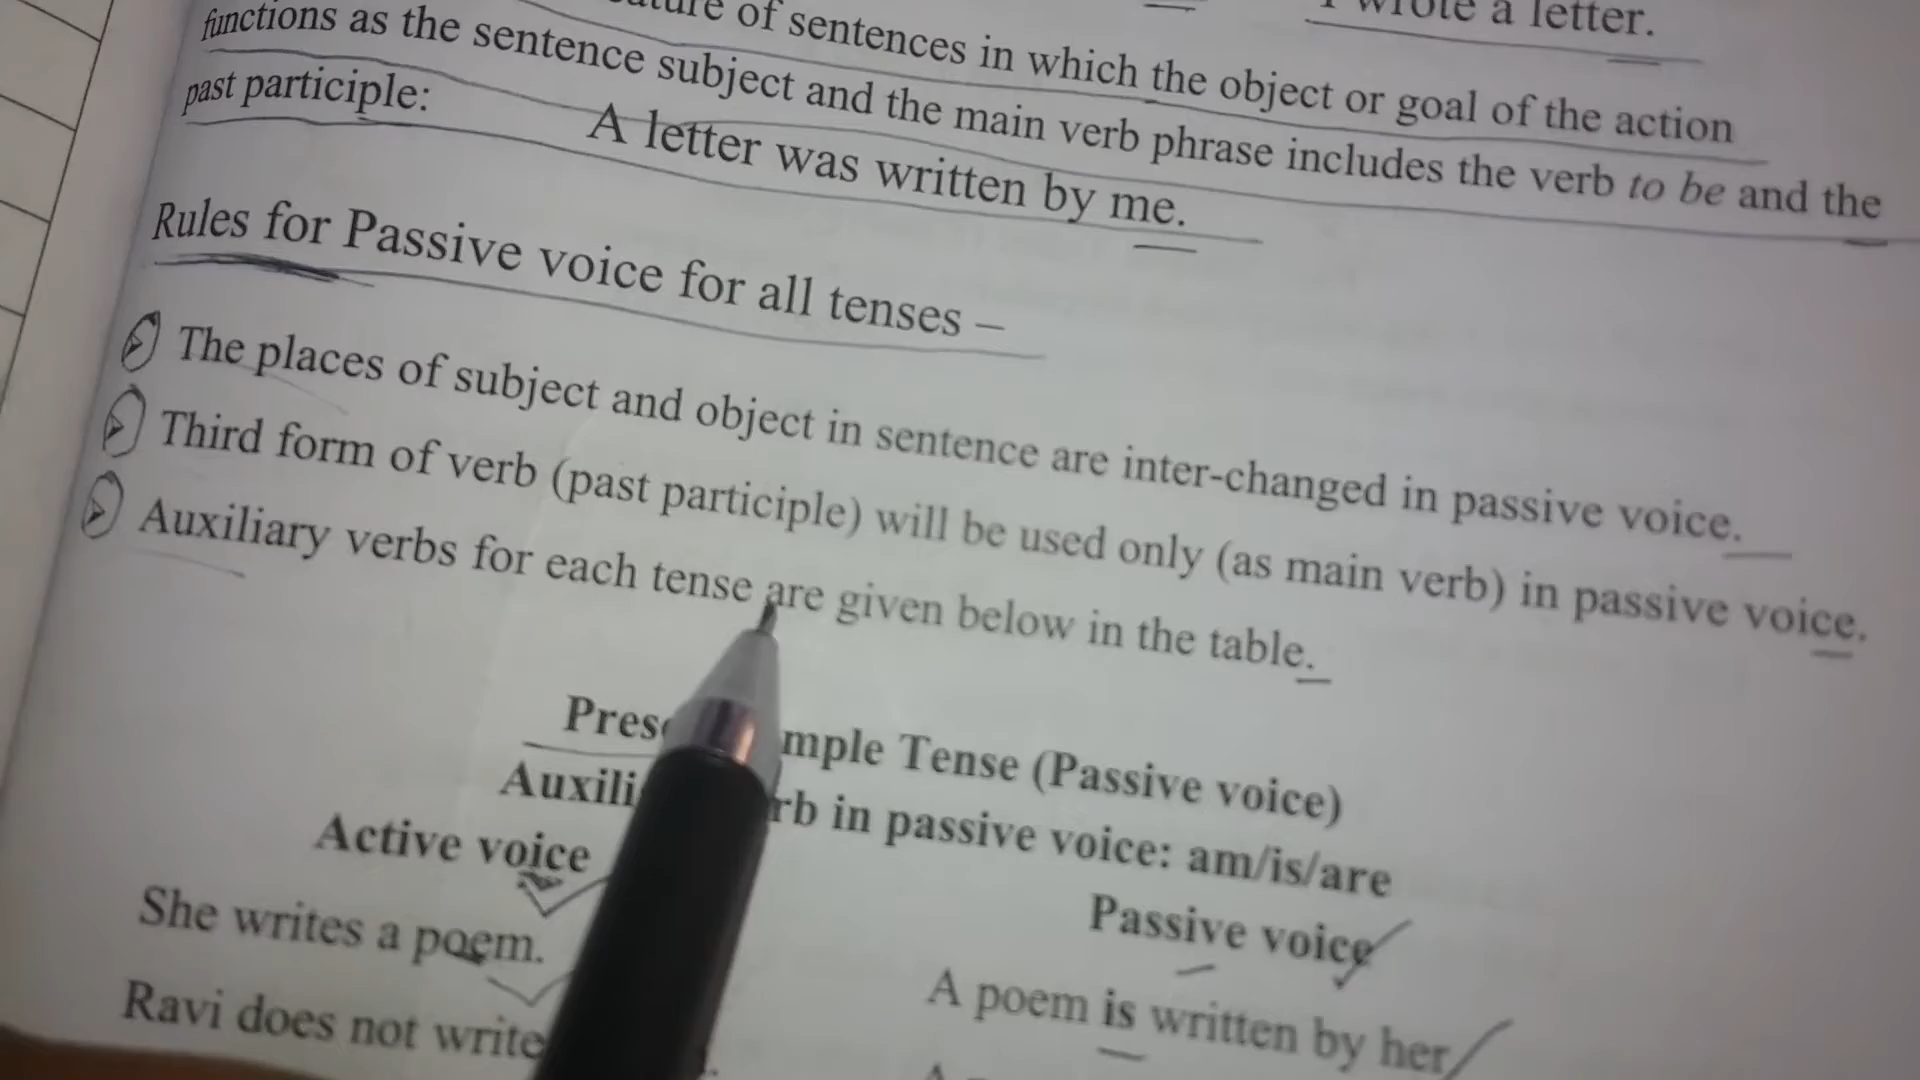 wrote a letter.
of sentences in which the object or goal of the action
functions as the sentence subject and the main verb phrase includes the verb to be and the
past participle:
A letter was written by me.
Rules for Passive voice for all tenses –
➤ The places of subject and object in sentence are inter-changed in passive voice.
➤ Third form of verb (past participle) will be used only (as main verb) in passive voice.
➤ Auxiliary verbs for each tense are given below in the table.
Tense (Passive voice)
in passive voice: am/is/are
Active voice
Passive voice
She writes a poem.
A poem is written by her
Ravi does not write